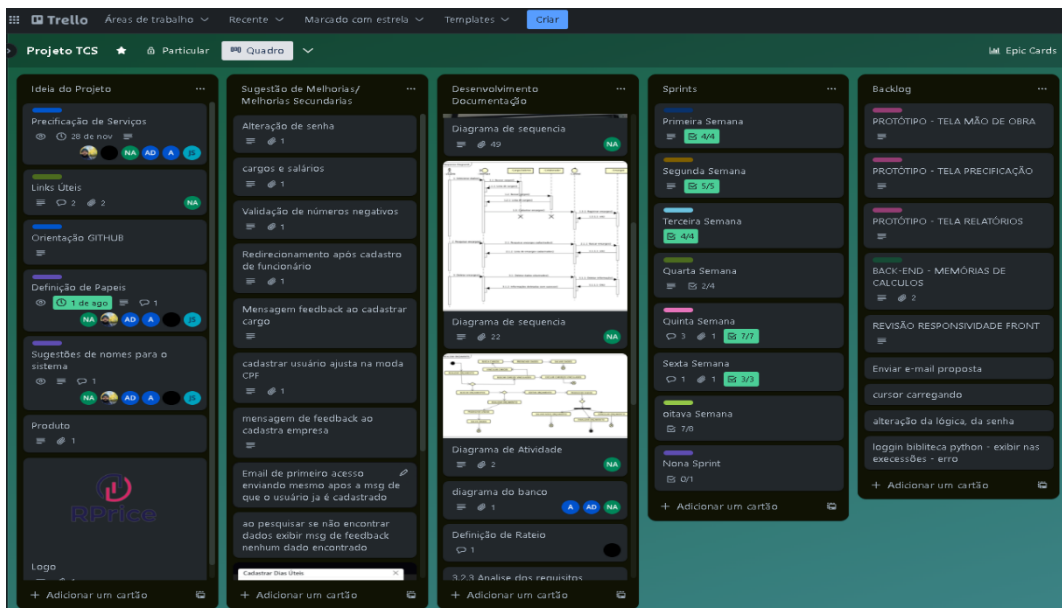 Trello Áreas de trabalho Recente Marcado com estrela Templates Criar
Projeto TCS Particular Quadro Epic Cards
Ideia do Projeto
Precificação de Serviços
28 de nov
NA AD A JS
Links Úteis
2 2
NA
Orientação GITHUB
Definição de Papeis
1 de ago 1
NA AD A JS
Sugestões de nomes para o
sistema
1
NA AD A JS
Produto
1
RPrice
Logo
+ Adicionar um cartão
Sugestão de Melhorias/
Melhorias Secundarias
Alteração de senha
1
cargos e salários
1
Validação de números negativos
1
Redirecionamento após cadastro
de funcionário
1
Mensagem feedback ao cadastrar
cargo
cadastrar usuário ajusta na moda
CPF
1
mensagem de feedback ao
cadastra empresa
Email de primeiro acesso
enviando mesmo apos a msg de
que o usuário ja é cadastrado
ao pesquisar se não encontrar
dados exibir msg de feedback
nenhum dado encontrado
Cadastrar Dias Úteis
+ Adicionar um cartão
Desenvolvimento
Documentação
Diagrama de sequencia
49
NA
Diagrama de sequencia
22
NA
Diagrama de Atividade
2
NA
diagrama do banco
1
A AD NA
Definição de Rateio
1
3.2.3 Analise dos requisitos
+ Adicionar um cartão
Sprints
Primeira Semana
4/4
Segunda Semana
5/5
Terceira Semana
4/4
Quarta Semana
2/4
Quinta Semana
3 1 7/7
Sexta Semana
1 1 3/3
oitava Semana
7/8
Nona Sprint
0/1
+ Adicionar um cartão
Backlog
PROTÓTIPO - TELA MÃO DE OBRA
PROTÓTIPO - TELA PRECIFICAÇÃO
PROTÓTIPO - TELA RELATÓRIOS
BACK-END - MEMÓRIAS DE
CALCULOS
2
REVISÃO RESPONSIVIDADE FRONT
Enviar e-mail proposta
cursor carregando
alteração da lógica, da senha
loggin bibliteca python - exibir nas
execessões - erro
+ Adicionar um cartão